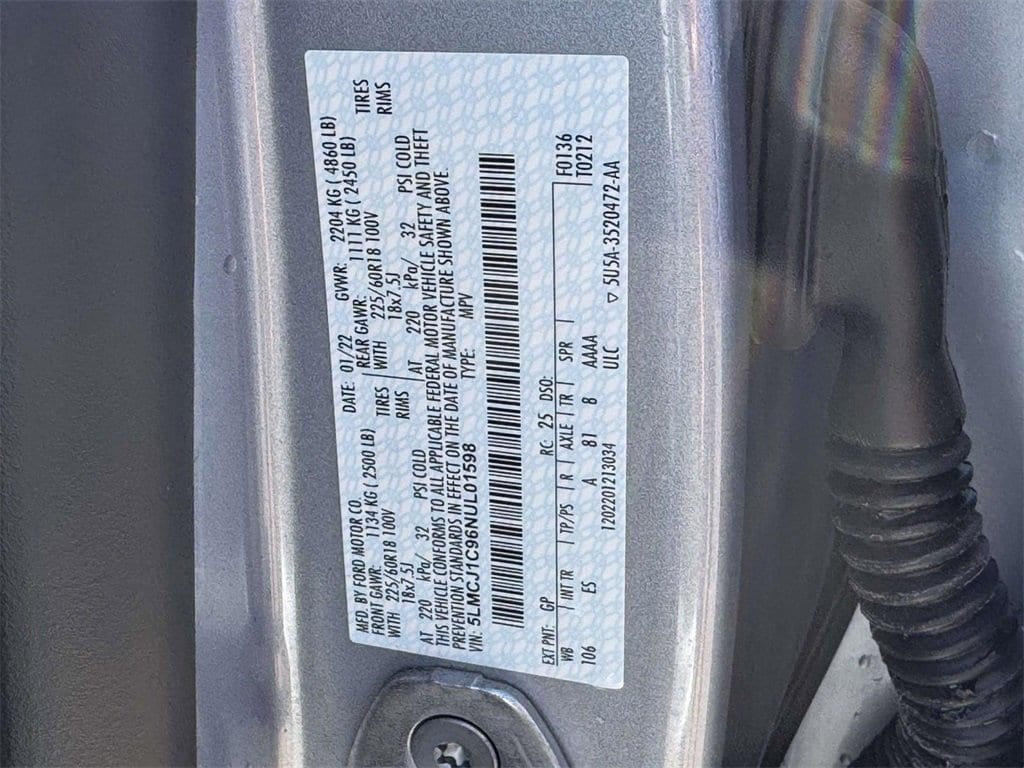 MFD. BY FORD MOTOR CO.
DATE: 01/22 GVWR: 2204 KG ( 4860 LB)
FRONT GAWR: 1134 KG ( 2500 LB)
REAR GAWR: 1111 KG ( 2450 LB)
WITH 225/60R18 100V TIRES
WITH 225/60R18 100V TIRES
18x7.5J RIMS
18x7.5J RIMS
AT 220 kPa/ 32 PSI COLD
AT 220 kPa/ 32 PSI COLD
THIS VEHICLE CONFORMS TO ALL APPLICABLE FEDERAL MOTOR VEHICLE SAFETY AND THEFT
PREVENTION STANDARDS IN EFFECT ON THE DATE OF MANUFACTURE SHOWN ABOVE.
VIN: 5LMCJ1C96NUL01598 TYPE: MPV
EXT PNT: GP RC: 25 DSO: F0136
WB INT TR TP/PS R AXLE TR SPR T0212
106 ES A 81 8 AAAA
ULC
1202201213034 ▽ 5U5A-3520472-AA